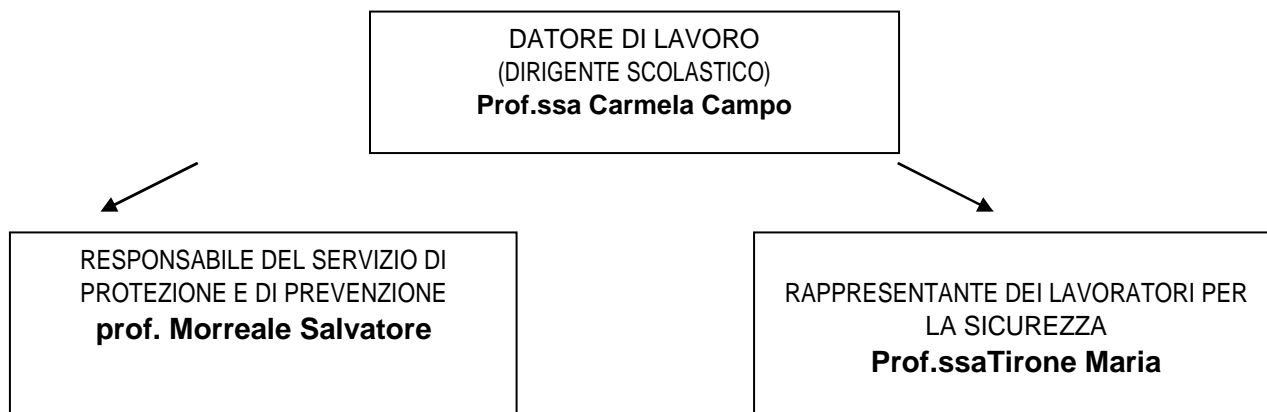 DATORE DI LAVORO
(DIRIGENTE SCOLASTICO)
Prof.ssa Carmela Campo
RESPONSABILE DEL SERVIZIO DI
PROTEZIONE E DI PREVENZIONE
prof. Morreale Salvatore
RAPPRESENTANTE DEI LAVORATORI PER
LA SICUREZZA
Prof.ssaTirone Maria